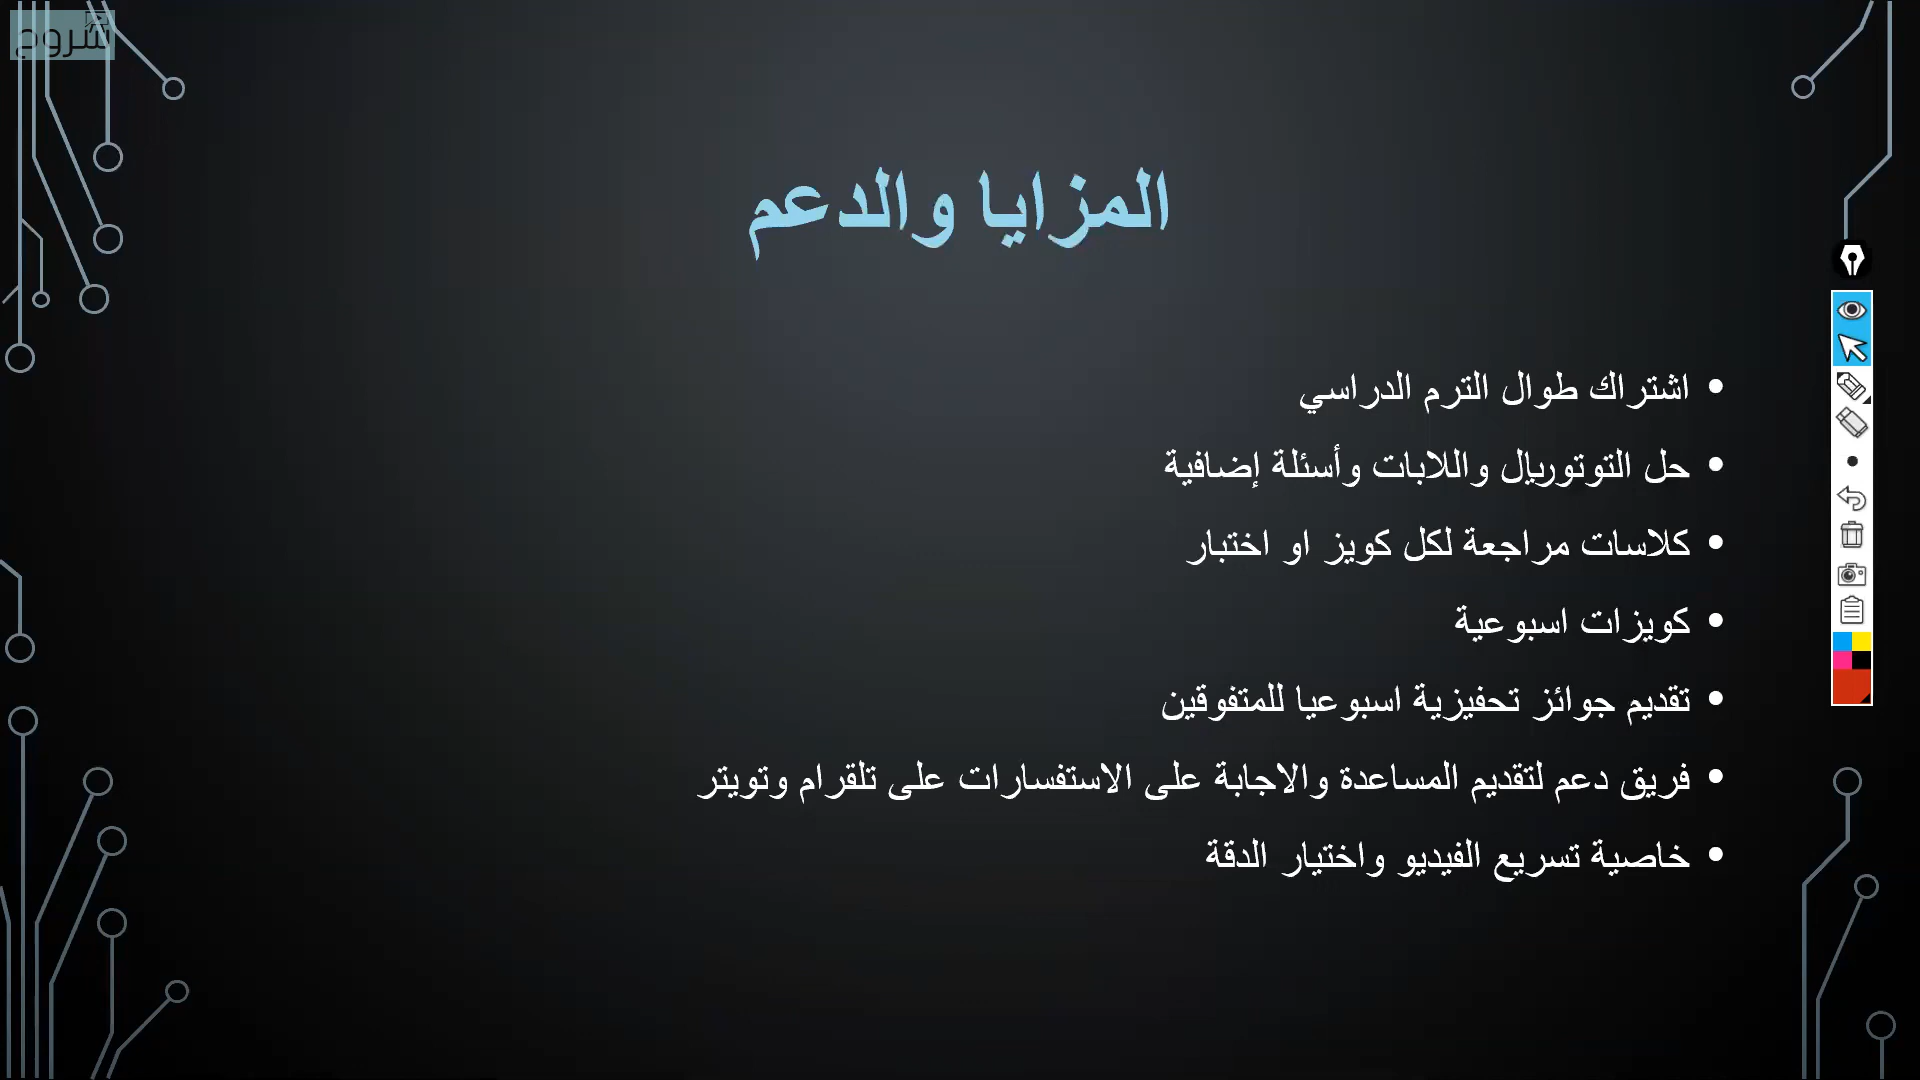 شروح
المزايا والدعم
• اشتراك طوال الترم الدراسي
• حل التوتوريال واللابات وأسئلة إضافية
• كلاسات مراجعة لكل كويز او اختبار
• كويزات اسبوعية
• تقديم جوائز تحفيزية اسبوعيا للمتفوقين
• فريق دعم لتقديم المساعدة والاجابة على الاستفسارات على تلقرام وتويتر
• خاصية تسريع الفيديو واختيار الدقة